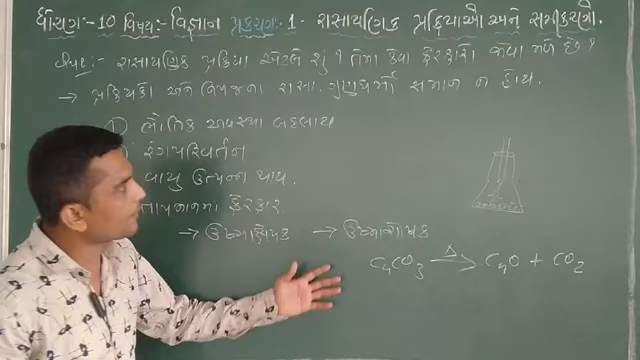 ધોરણ:- 10 વિષય:- વિજ્ઞાન પ્રકરણ:- 1 - રાસાયણિક પ્રક્રિયાઓ અને સમીકરણો.
રાસાયણિક પ્રક્રિયા એટલે શું? તેમાં કેવા ફેરફારો જોવા મળે છે?
→ પ્રક્રિયકો અને નિપજના રાસા. ગુણધર્મો સમાન ન હોય.
1) ભૌતિક અવસ્થા બદલાય
) રંગપરિવર્તન
વાયુ ઉત્પન્ન થાય.
તાપમાનમાં ફેરફાર
→ ઉષ્માક્ષેપક → ઉષ્માશોષક
CaCO3 Δ→ CaO + CO2